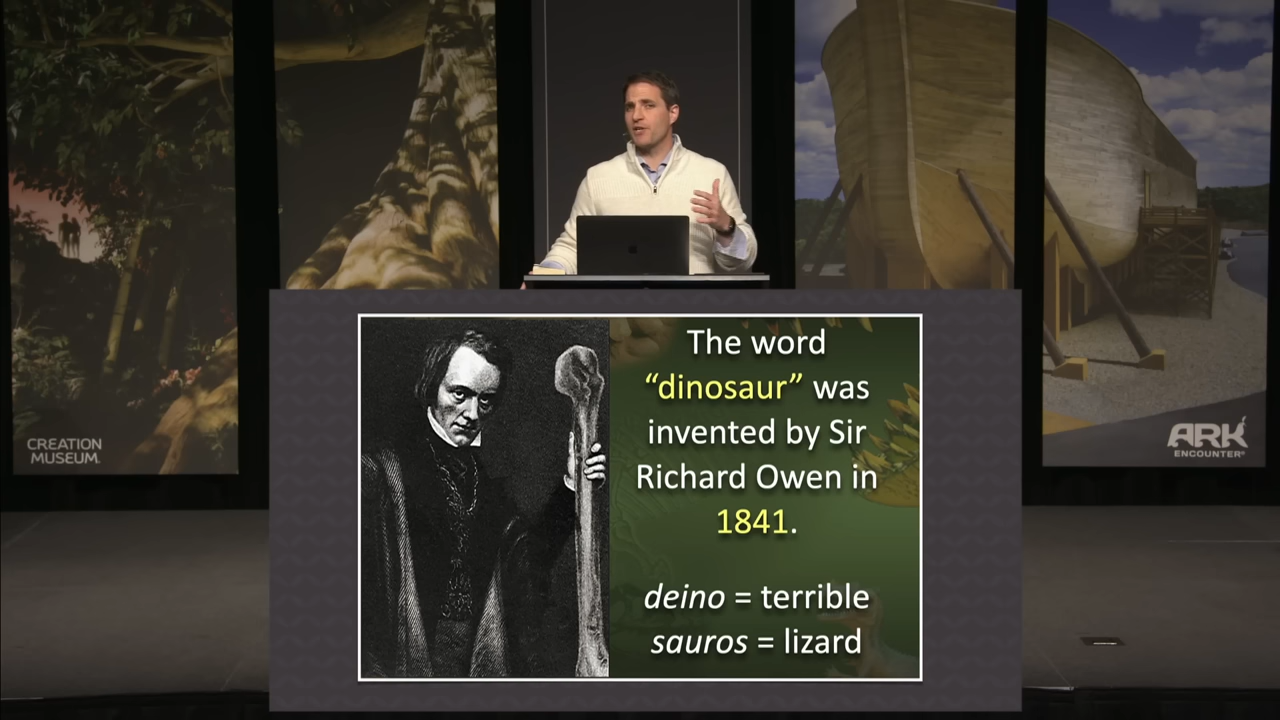 CREATION
MUSEUM
ARK
ENCOUNTER
The word
“dinosaur” was
invented by Sir
Richard Owen in
1841.
deino = terrible
sauros = lizard